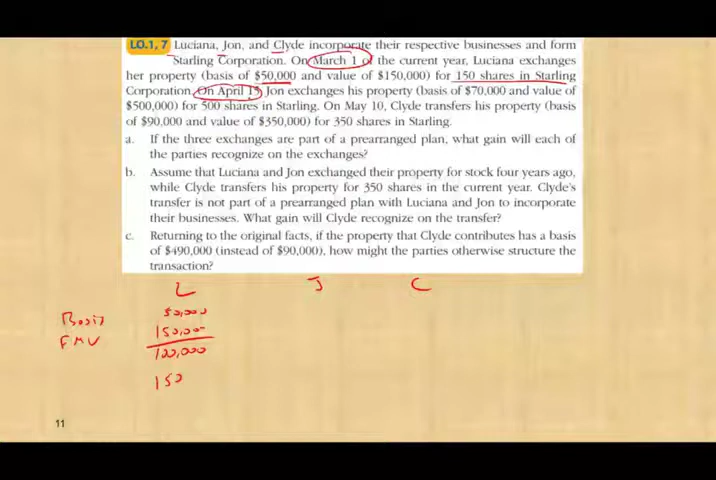 LO.1, 7 Luciana, Jon, and Clyde incorporate their respective businesses and form
Starling Corporation. On March 1 of the current year, Luciana exchanges
her property (basis of $50,000 and value of $150,000) for 150 shares in Starling
Corporation. On April 15 Jon exchanges his property (basis of $70,000 and value of
$500,000) for 500 shares in Starling. On May 10, Clyde transfers his property (basis
of $90,000 and value of $350,000) for 350 shares in Starling.
a. If the three exchanges are part of a prearranged plan, what gain will each of
the parties recognize on the exchanges?
b. Assume that Luciana and Jon exchanged their property for stock four years ago,
while Clyde transfers his property for 350 shares in the current year. Clyde's
transfer is not part of a prearranged plan with Luciana and Jon to incorporate
their businesses. What gain will Clyde recognize on the transfer?
c. Returning to the original facts, if the property that Clyde contributes has a basis
of $490,000 (instead of $90,000), how might the parties otherwise structure the
transaction?
L J C
Basis 50,000
FMV 150,000
100,000
150
11